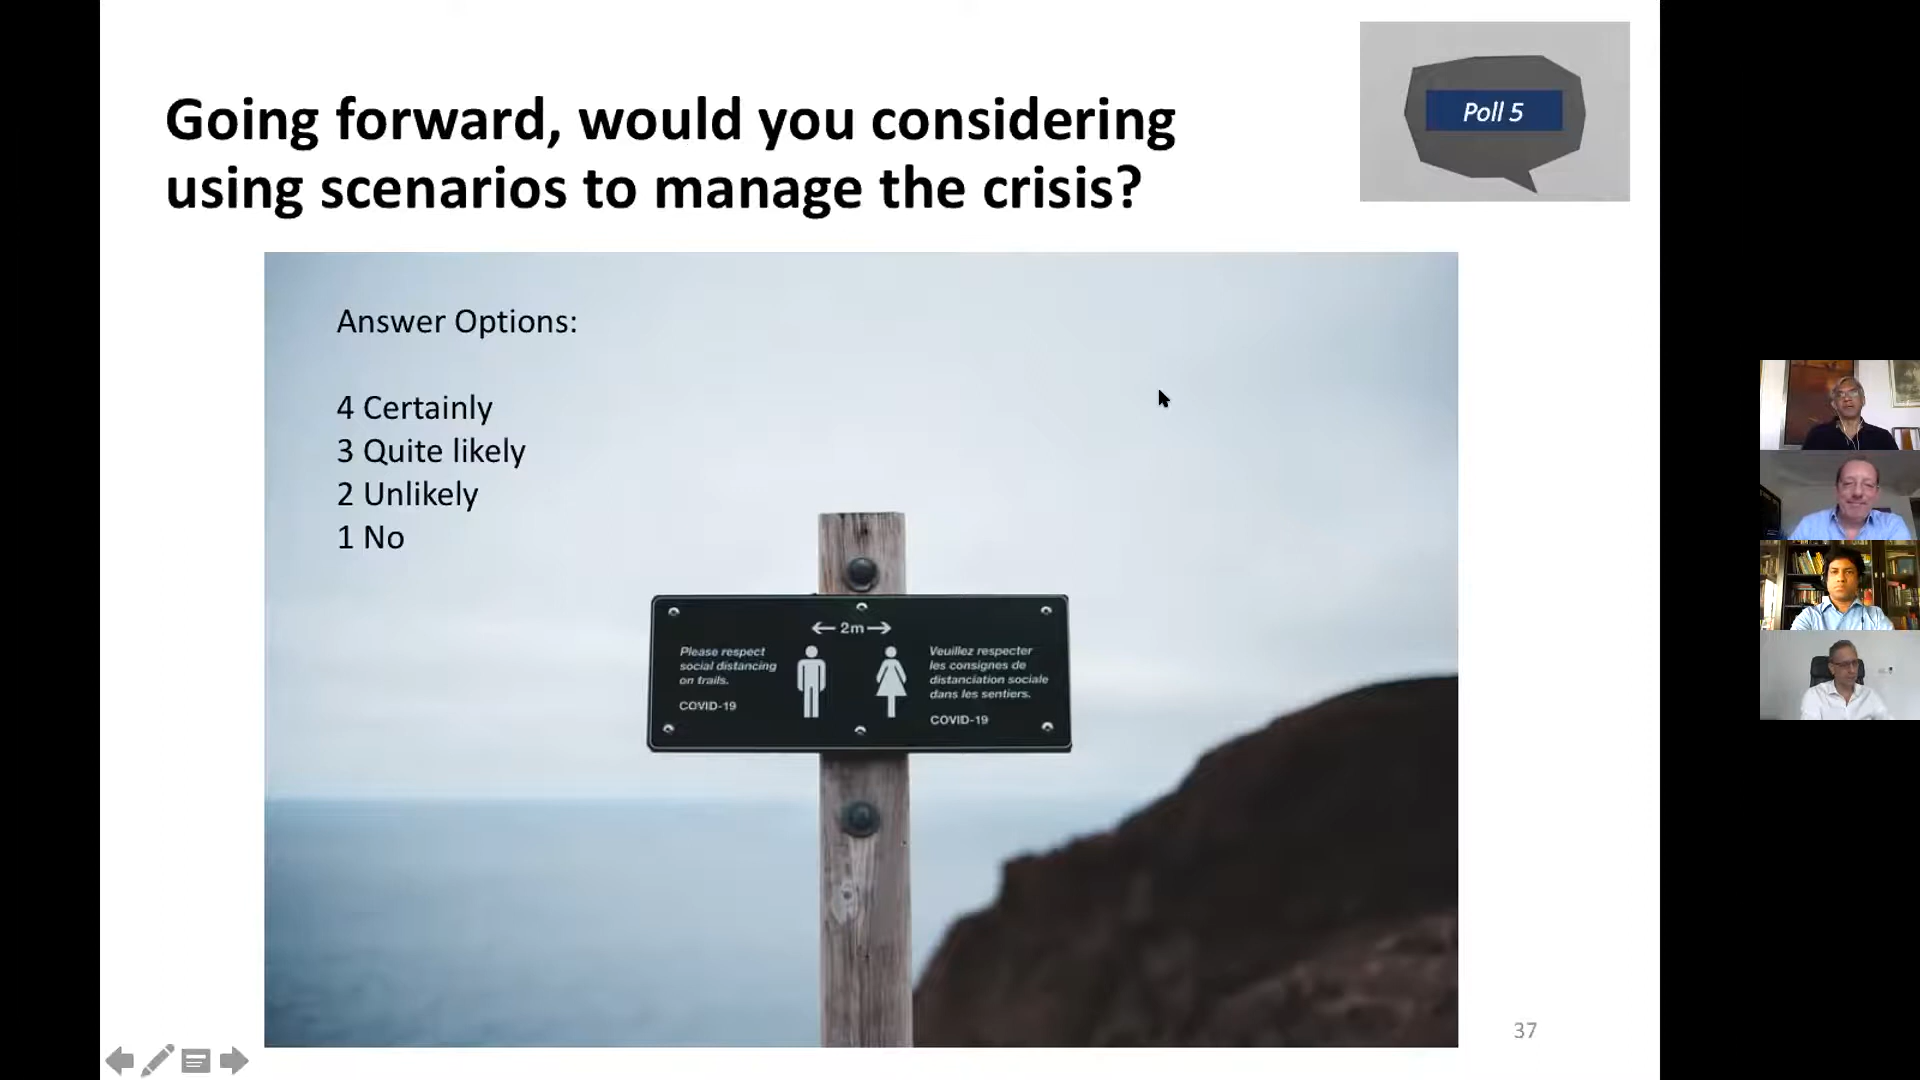 Going forward, would you considering
using scenarios to manage the crisis?
Poll 5
Answer Options:
4 Certainly
3 Quite likely
2 Unlikely
1 No
2m
Please respect
social distancing
on trails.
COVID-19
Veuillez respecter
les consignes de
distanciation sociale
dans les sentiers.
COVID-19
37